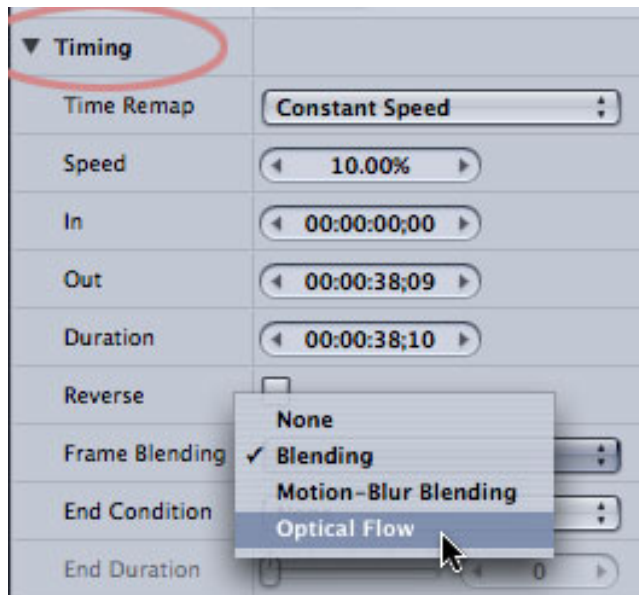 Timing
Time Remap Constant Speed
Speed 10.00%
In 00:00:00;00
Out 00:00:38;09
Duration 00:00:38;10
Reverse
None
Frame Blending ✓ Blending
Motion-Blur Blending
End Condition
Optical Flow
End Duration 0